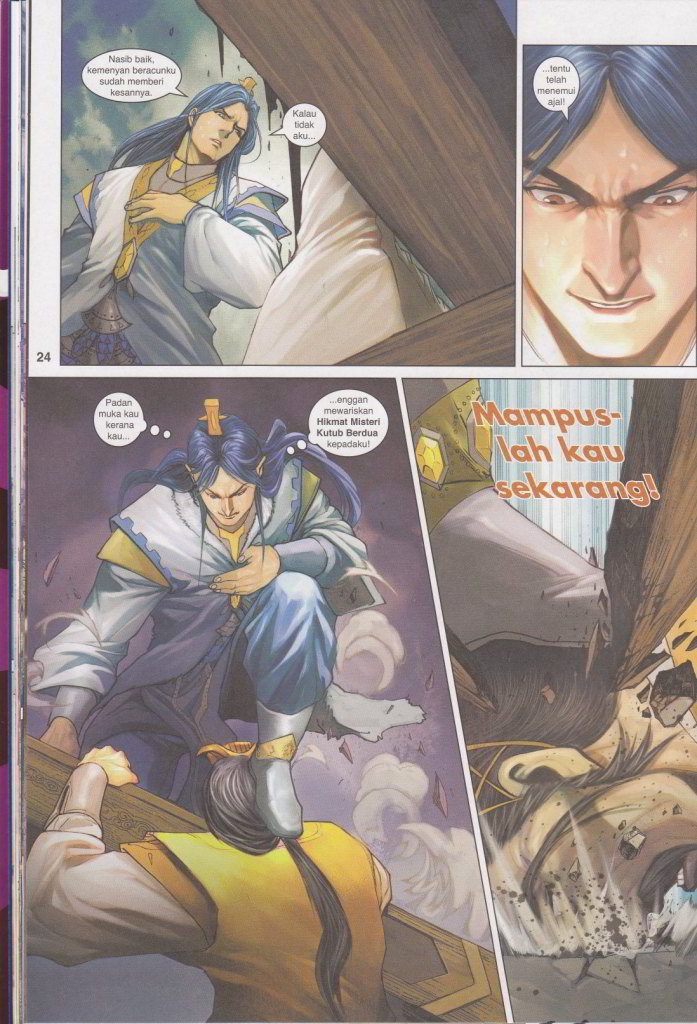 Nasib baik,
kemenyan beracunku
sudah memberi
kesannya.
Kalau
tidak
aku...
...tentu
telah
menemui
ajal!
24
Padan
muka kau
kerana
kau...
...enggan
mewariskan
Hikmat Misteri
Kutub Berdua
kepadaku!
Mampus-
lah kau
sekarang!